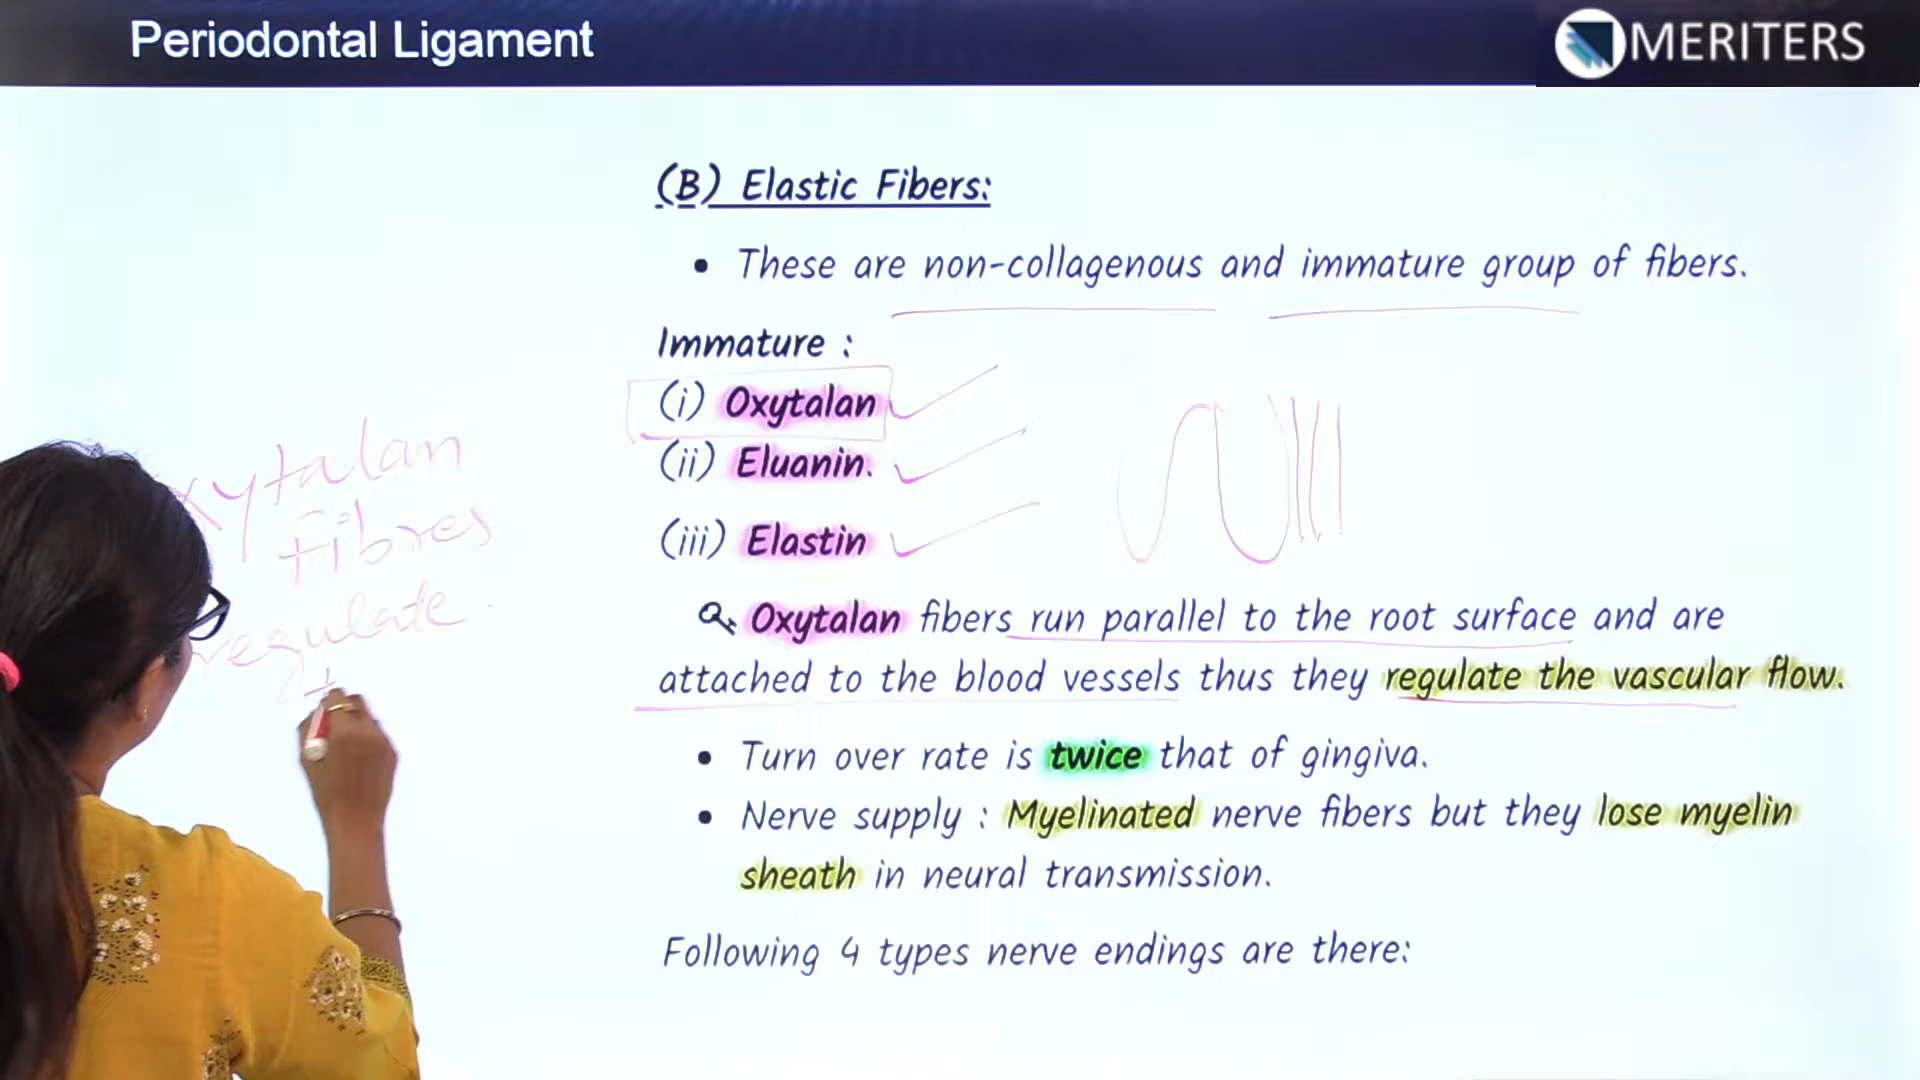 Periodontal Ligament
MERITERS
(B) Elastic Fibers:
• These are non-collagenous and immature group of fibers.
Immature :
(i) Oxytalan
(ii) Eluanin.
(iii) Elastin
Oxytalan fibers run parallel to the root surface and are
attached to the blood vessels thus they regulate the vascular flow.
• Turn over rate is twice that of gingiva.
• Nerve supply : Myelinated nerve fibers but they lose myelin
sheath in neural transmission.
Following 4 types nerve endings are there:
xytalan
fibres
regulate